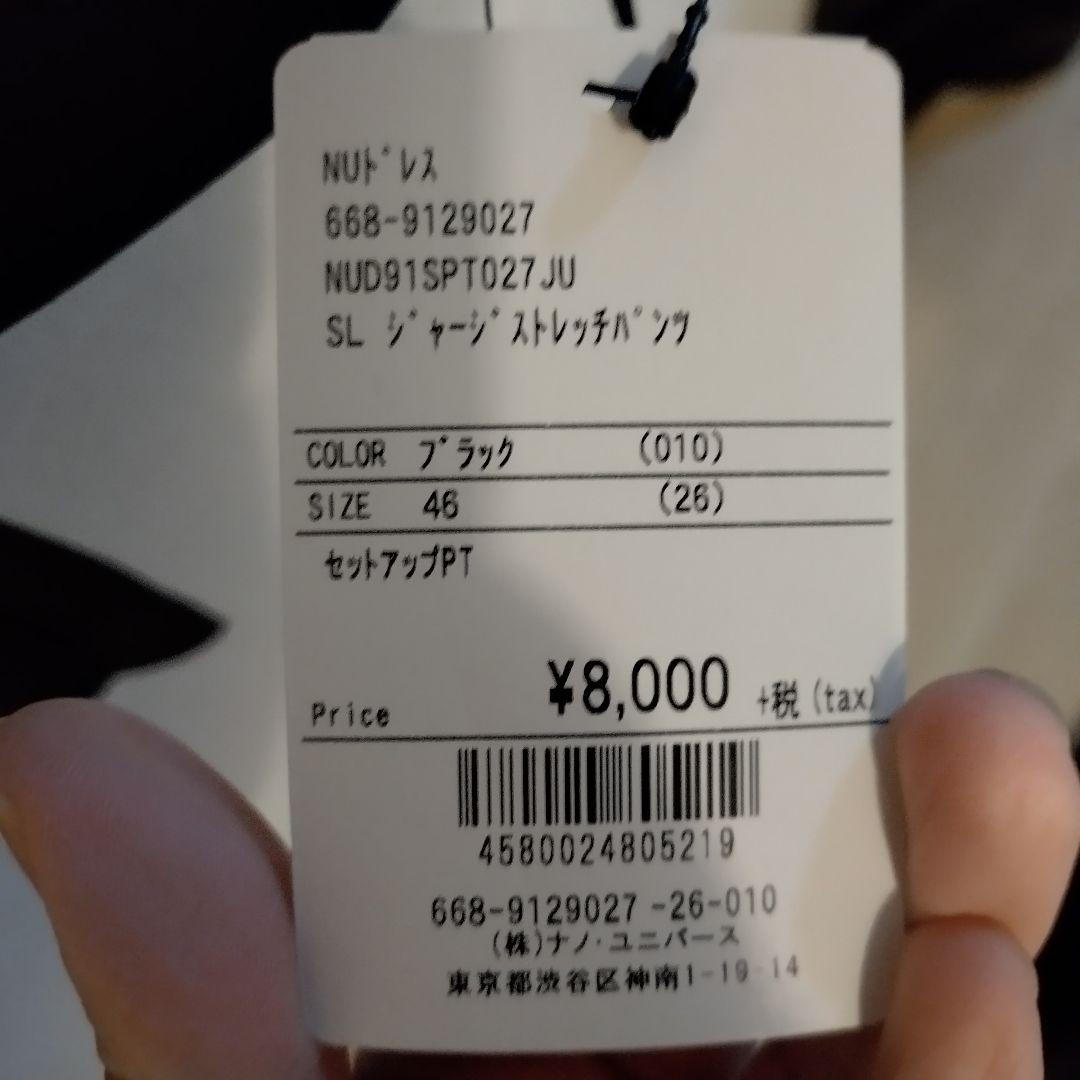 NUドレス
668-9129027
NUD91SPT027JU
SL ジャージストレッチパンツ
COLOR ブラック (010)
SIZE 46 (26)
セットアップPT
Price ¥8,000 +税(tax)
4580024805219
668-9129027 -26-010
(株)ナノ・ユニバース
東京都渋谷区神南1-19-14